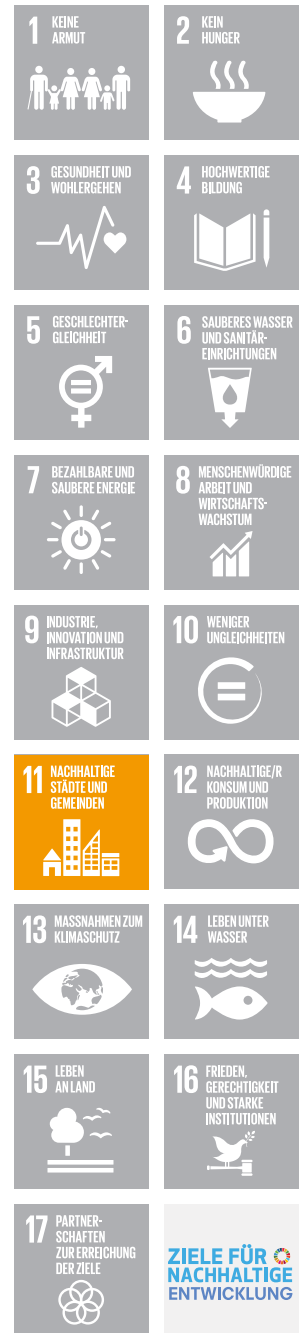 1 KEINE
ARMUT
2 KEIN
HUNGER
3 GESUNDHEIT UND
WOHLERGEHEN
4 HOCHWERTIGE
BILDUNG
5 GESCHLECHTER-
GLEICHHEIT
6 SAUBERES WASSER
UND SANITÄR-
EINRICHTUNGEN
7 BEZAHLBARE UND
SAUBERE ENERGIE
8 MENSCHENWÜRDIGE
ARBEIT UND
WIRTSCHAFTS-
WACHSTUM
9 INDUSTRIE,
INNOVATION UND
INFRASTRUKTUR
10 WENIGER
UNGLEICHHEITEN
11 NACHHALTIGE
STÄDTE UND
GEMEINDEN
12 NACHHALTIGE/R
KONSUM UND
PRODUKTION
13 MASSNAHMEN ZUM
KLIMASCHUTZ
14 LEBEN UNTER
WASSER
15 LEBEN
AN LAND
16 FRIEDEN,
GERECHTIGKEIT
UND STARKE
INSTITUTIONEN
17 PARTNER-
SCHAFTEN
ZUR ERREICHUNG
DER ZIELE
ZIELE FÜR
NACHHALTIGE
ENTWICKLUNG